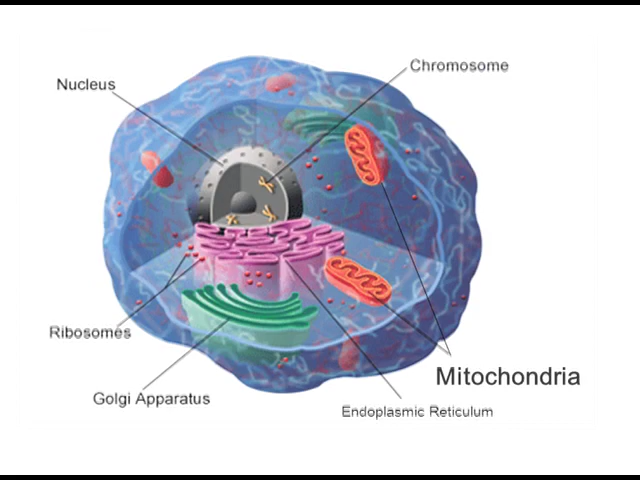 Chromosome
Nucleus
Ribosomes
Mitochondria
Golgi Apparatus
Endoplasmic Reticulum